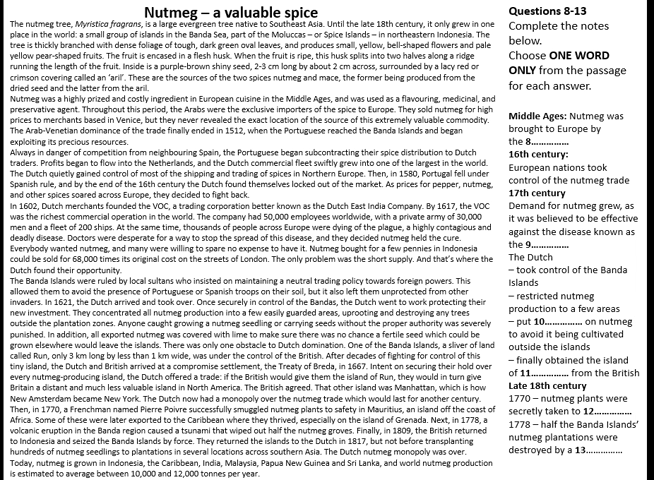 Nutmeg – a valuable spice
The nutmeg tree, Myristica fragrans, is a large evergreen tree native to Southeast Asia. Until the late 18th century, it only grew in one
place in the world: a small group of islands in the Banda Sea, part of the Moluccas – or Spice Islands – in northeastern Indonesia. The
tree is thickly branched with dense foliage of tough, dark green oval leaves, and produces small, yellow, bell-shaped flowers and pale
yellow pear-shaped fruits. The fruit is encased in a flesh husk. When the fruit is ripe, this husk splits into two halves along a ridge
running the length of the fruit. Inside is a purple-brown shiny seed, 2-3 cm long by about 2 cm across, surrounded by a lacy red or
crimson covering called an 'aril'. These are the sources of the two spices nutmeg and mace, the former being produced from the
dried seed and the latter from the aril.
Nutmeg was a highly prized and costly ingredient in European cuisine in the Middle Ages, and was used as a flavouring, medicinal, and
preservative agent. Throughout this period, the Arabs were the exclusive importers of the spice to Europe. They sold nutmeg for high
prices to merchants based in Venice, but they never revealed the exact location of the source of this extremely valuable commodity.
The Arab-Venetian dominance of the trade finally ended in 1512, when the Portuguese reached the Banda Islands and began
exploiting its precious resources.
Always in danger of competition from neighbouring Spain, the Portuguese began subcontracting their spice distribution to Dutch
traders. Profits began to flow into the Netherlands, and the Dutch commercial fleet swiftly grew into one of the largest in the world.
The Dutch quietly gained control of most of the shipping and trading of spices in Northern Europe. Then, in 1580, Portugal fell under
Spanish rule, and by the end of the 16th century the Dutch found themselves locked out of the market. As prices for pepper, nutmeg,
and other spices soared across Europe, they decided to fight back.
In 1602, Dutch merchants founded the VOC, a trading corporation better known as the Dutch East India Company. By 1617, the VOC
was the richest commercial operation in the world. The company had 50,000 employees worldwide, with a private army of 30,000
men and a fleet of 200 ships. At the same time, thousands of people across Europe were dying of the plague, a highly contagious and
deadly disease. Doctors were desperate for a way to stop the spread of this disease, and they decided nutmeg held the cure.
Everybody wanted nutmeg, and many were willing to spare no expense to have it. Nutmeg bought for a few pennies in Indonesia
could be sold for 68,000 times its original cost on the streets of London. The only problem was the short supply. And that's where the
Dutch found their opportunity.
The Banda Islands were ruled by local sultans who insisted on maintaining a neutral trading policy towards foreign powers. This
allowed them to avoid the presence of Portuguese or Spanish troops on their soil, but it also left them unprotected from other
invaders. In 1621, the Dutch arrived and took over. Once securely in control of the Bandas, the Dutch went to work protecting their
new investment. They concentrated all nutmeg production into a few easily guarded areas, uprooting and destroying any trees
outside the plantation zones. Anyone caught growing a nutmeg seedling or carrying seeds without the proper authority was severely
punished. In addition, all exported nutmeg was covered with lime to make sure there was no chance a fertile seed which could be
grown elsewhere would leave the islands. There was only one obstacle to Dutch domination. One of the Banda Islands, a sliver of land
called Run, only 3 km long by less than 1 km wide, was under the control of the British. After decades of fighting for control of this
tiny island, the Dutch and British arrived at a compromise settlement, the Treaty of Breda, in 1667. Intent on securing their hold over
every nutmeg-producing island, the Dutch offered a trade: if the British would give them the island of Run, they would in turn give
Britain a distant and much less valuable island in North America. The British agreed. That other island was Manhattan, which is how
New Amsterdam became New York. The Dutch now had a monopoly over the nutmeg trade which would last for another century.
Then, in 1770, a Frenchman named Pierre Poivre successfully smuggled nutmeg plants to safety in Mauritius, an island off the coast of
Africa. Some of these were later exported to the Caribbean where they thrived, especially on the island of Grenada. Next, in 1778, a
volcanic eruption in the Banda region caused a tsunami that wiped out half the nutmeg groves. Finally, in 1809, the British returned
to Indonesia and seized the Banda Islands by force. They returned the islands to the Dutch in 1817, but not before transplanting
hundreds of nutmeg seedlings to plantations in several locations across southern Asia. The Dutch nutmeg monopoly was over.
Today, nutmeg is grown in Indonesia, the Caribbean, India, Malaysia, Papua New Guinea and Sri Lanka, and world nutmeg production
is estimated to average between 10,000 and 12,000 tonnes per year.
Questions 8-13
Complete the notes
below.
Choose ONE WORD
ONLY from the passage
for each answer.
Middle Ages: Nutmeg was
brought to Europe by
the 8…………..
16th century:
European nations took
control of the nutmeg trade
17th century
Demand for nutmeg grew, as
it was believed to be effective
against the disease known as
the 9…………..
The Dutch
– took control of the Banda
Islands
– restricted nutmeg
production to a few areas
– put 10………….. on nutmeg
to avoid it being cultivated
outside the islands
– finally obtained the island
of 11………….. from the British
Late 18th century
1770 – nutmeg plants were
secretly taken to 12…………..
1778 – half the Banda Islands'
nutmeg plantations were
destroyed by a 13…………..